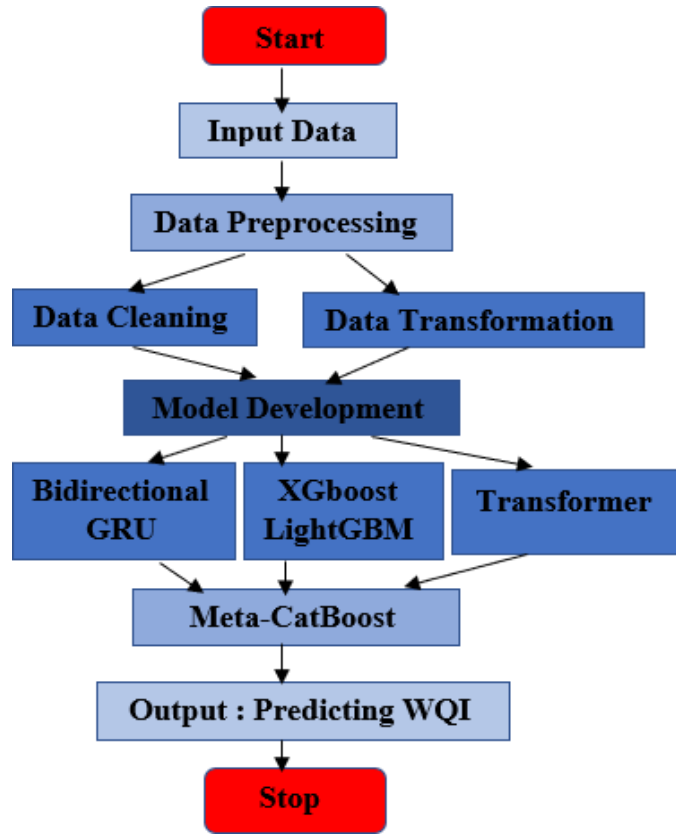 Start
Input Data
Data Preprocessing
Data Cleaning
Data Transformation
Model Development
Bidirectional
GRU
XGboost
LightGBM
Transformer
Meta-CatBoost
Output : Predicting WQI
Stop